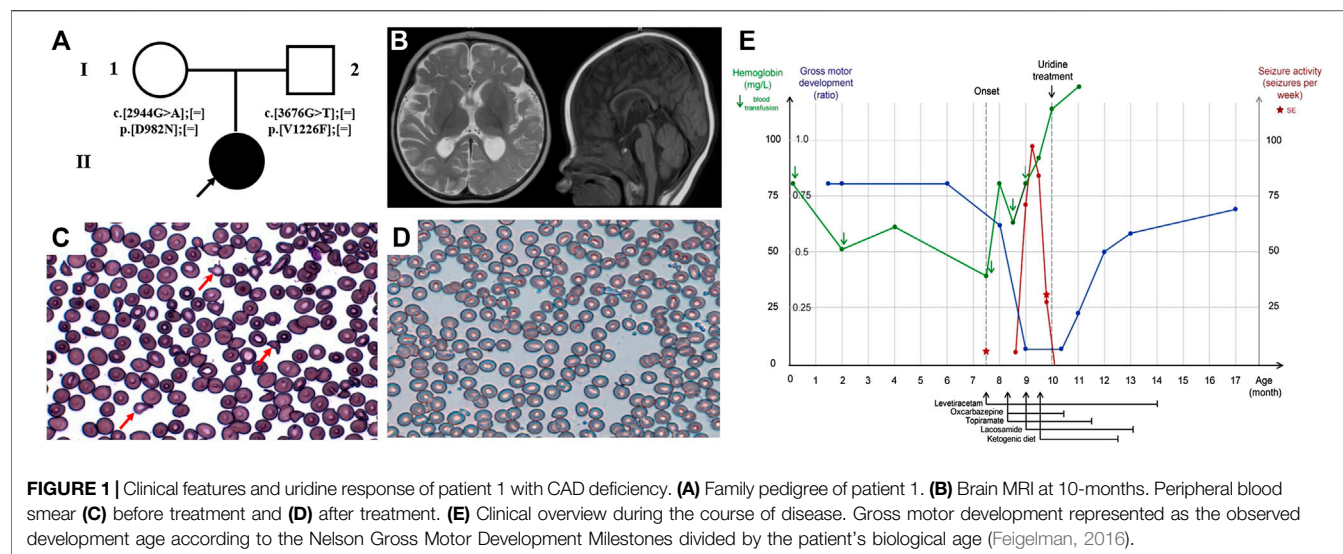 A
I 1
2
c.[2944G>A];[=]
p.[D982N];[=]
c.[3676G>T];[=]
p.[V1226F];[=]
II
B
C
D
E
Hemoglobin
(mg/L)
blood
transfusion
Gross motor
development
(ratio)
Onset
Uridine
treatment
Seizure activity
(seizures per
week)
SE
100 1.0 100
75 0.75 75
50 0.5 50
25 0.25 25
0
0 1 2 3 4 5 6 7 8 9 10 11 12 13 14 15 16 17 Age
(month)
Levetiracetam
Oxcarbazepine
Topiramate
Lacosamide
Ketogenic diet
FIGURE 1 | Clinical features and uridine response of patient 1 with CAD deficiency. (A) Family pedigree of patient 1. (B) Brain MRI at 10-months. Peripheral blood
smear (C) before treatment and (D) after treatment. (E) Clinical overview during the course of disease. Gross motor development represented as the observed
development age according to the Nelson Gross Motor Development Milestones divided by the patient's biological age (Feigelman, 2016).